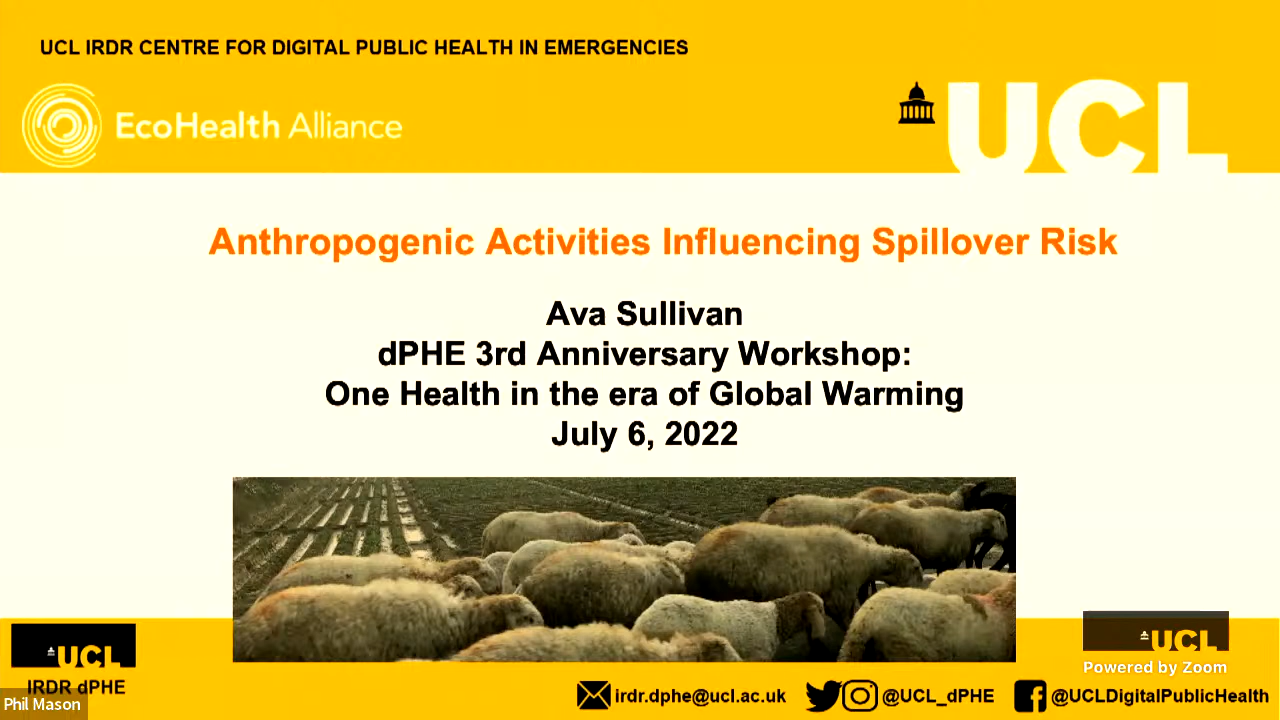 UCL IRDR CENTRE FOR DIGITAL PUBLIC HEALTH IN EMERGENCIES
EcoHealth Alliance
UCL
Anthropogenic Activities Influencing Spillover Risk
Ava Sullivan
dPHE 3rd Anniversary Workshop:
One Health in the era of Global Warming
July 6, 2022
UCL
IRDR dPHE
Phil Mason
irdr.dphe@ucl.ac.uk
@UCL_dPHE
@UCLDigitalPublicHealth
UCL
Powered by Zoom